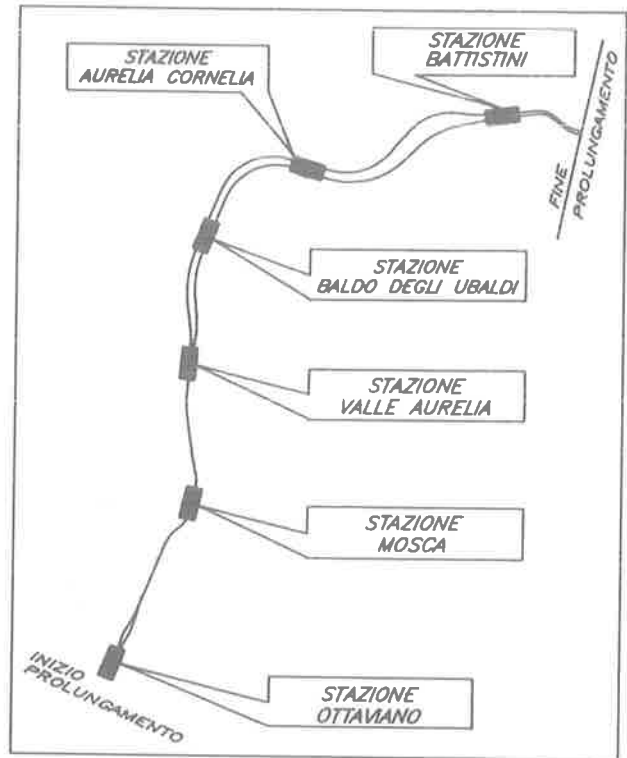 STAZIONE
AURELIA CORNELIA
STAZIONE
BATTISTINI
FINE
PROLUNGAMENTO
STAZIONE
BALDO DEGLI UBALDI
STAZIONE
VALLE AURELIA
STAZIONE
MOSCA
INIZIO
PROLUNGAMENTO
STAZIONE
OTTAVIANO